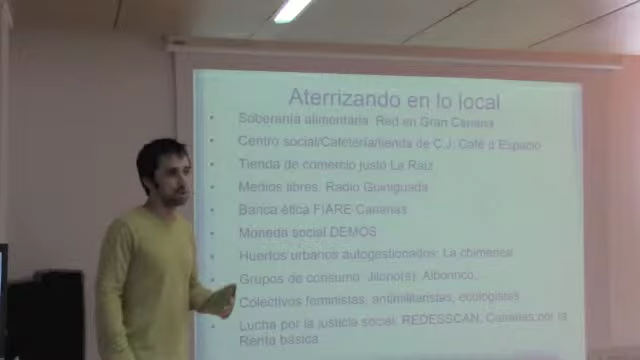 Aterrizando en lo local
• Soberanía alimentaria. Red en Gran Canaria
• Centro social/Cafetería/tienda de C.J: Café d´Espacio
• Tienda de comercio justo La Raíz
• Medios libres. Radio Guiniguada
• Banca ética FIARE Canarias
• Moneda social DEMOS
• Huertos urbanos autogestionados: La chimenea
• Grupos de consumo. Jilorio(s), Alborinco,
• Colectivos feministas, antimilitaristas, ecologistas
• Lucha por la justicia social. REDESSCAN, Canarias por la
Renta básica.